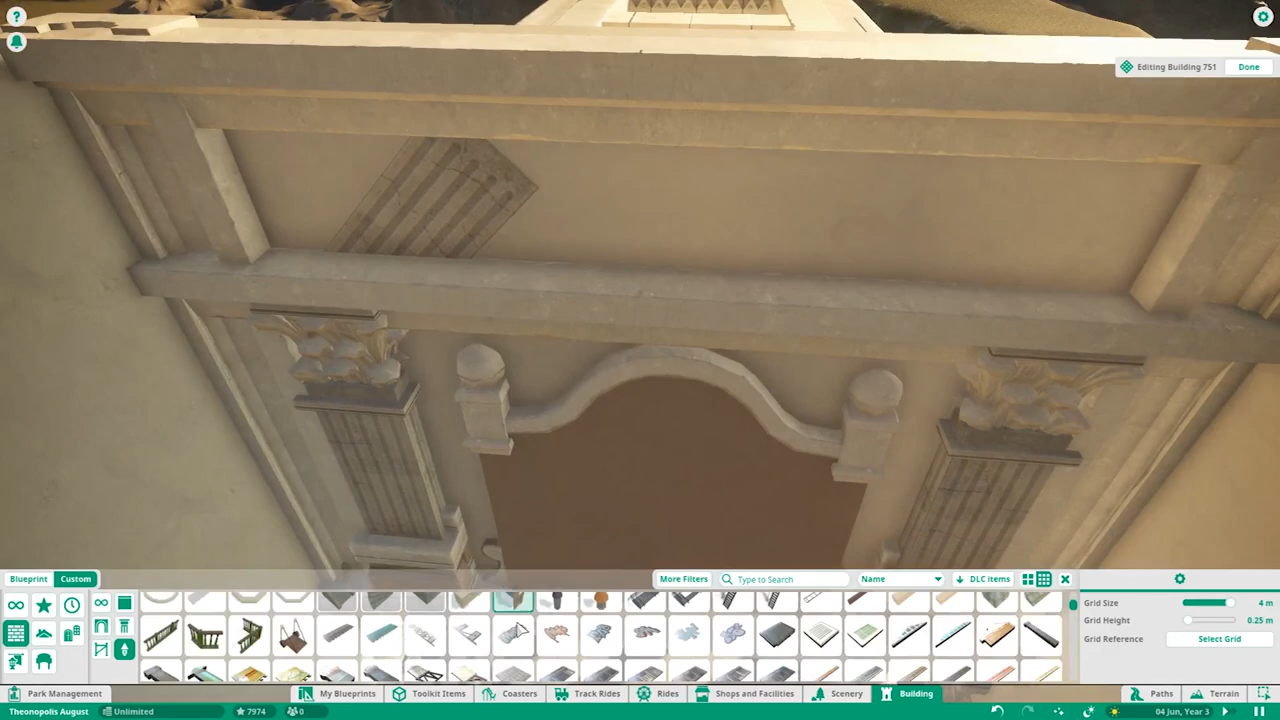 ?
Editing Building 751
Done
Blueprint
Custom
More Filters
Type to Search
Name
DLC items
Grid Size
4 m
Grid Height
0.25 m
Grid Reference
Select Grid
Park Management
My Blueprints
Toolkit Items
Coasters
Track Rides
Rides
Shops and Facilities
Scenery
Building
Paths
Terrain
Theonopolis August
Unlimited
7974
0
04 Jun, Year 3